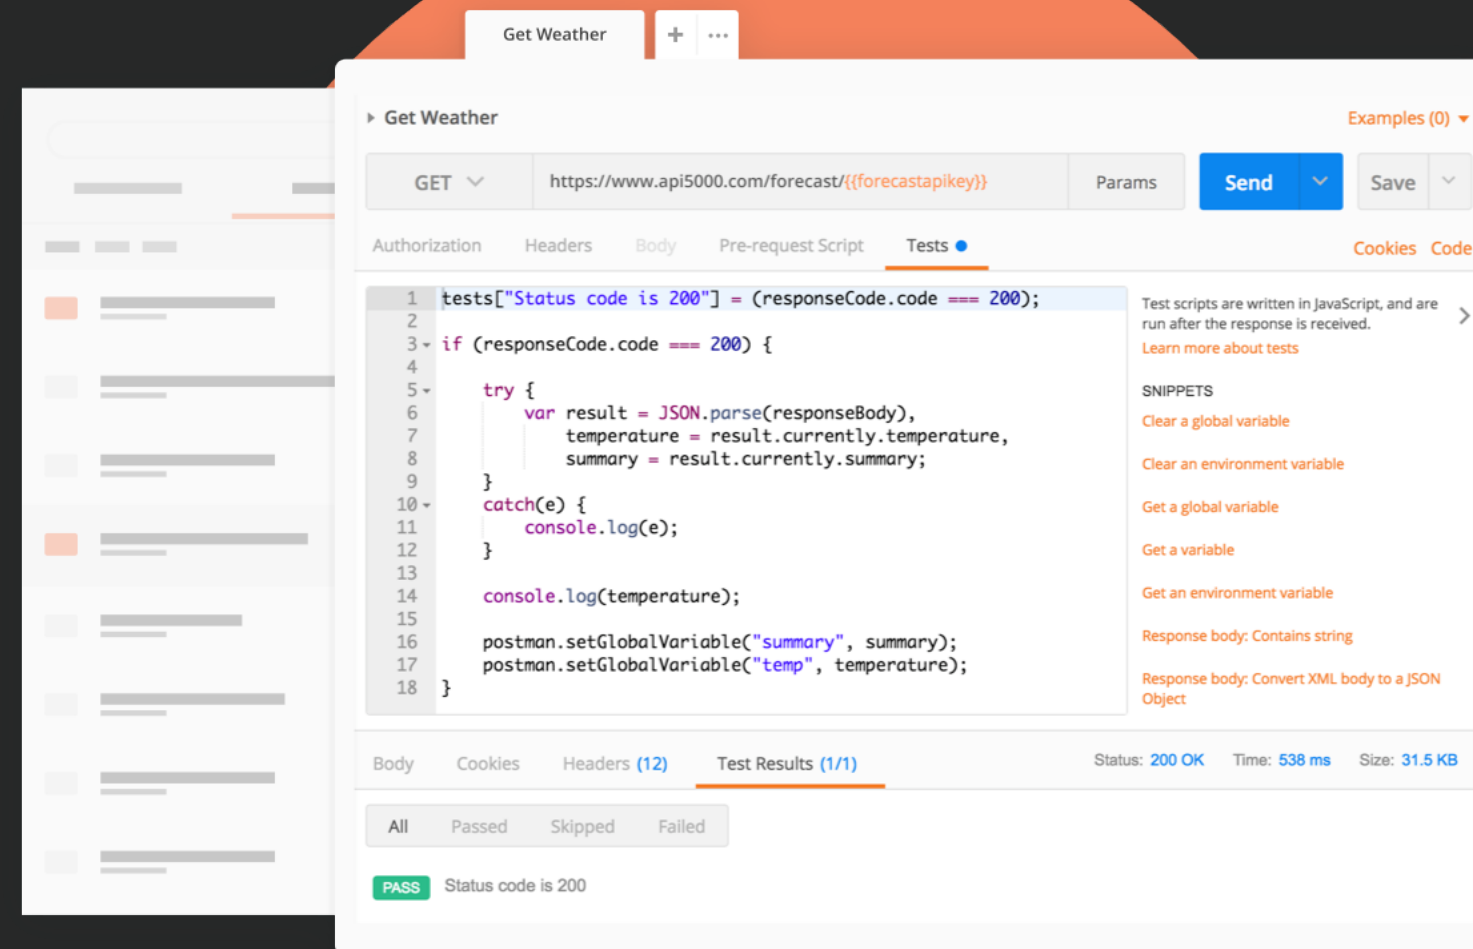 Get Weather
+ ...
Get Weather
Examples (0)
GET
https://www.api5000.com/forecast/{{forecastapikey}}
Params
Send
Save
Authorization
Headers
Body
Pre-request Script
Tests
Cookies
Code
1 tests["Status code is 200"] = (responseCode.code === 200);
2
3 if (responseCode.code === 200) {
4
5     try {
6         var result = JSON.parse(responseBody),
7             temperature = result.currently.temperature,
8             summary = result.currently.summary;
9     }
10     catch(e) {
11         console.log(e);
12     }
13
14     console.log(temperature);
15
16     postman.setGlobalVariable("summary", summary);
17     postman.setGlobalVariable("temp", temperature);
18 }
Test scripts are written in JavaScript, and are
run after the response is received.
Learn more about tests
SNIPPETS
Clear a global variable
Clear an environment variable
Get a global variable
Get a variable
Get an environment variable
Response body: Contains string
Response body: Convert XML body to a JSON
Object
Body
Cookies
Headers (12)
Test Results (1/1)
Status: 200 OK
Time: 538 ms
Size: 31.5 KB
All
Passed
Skipped
Failed
PASS
Status code is 200